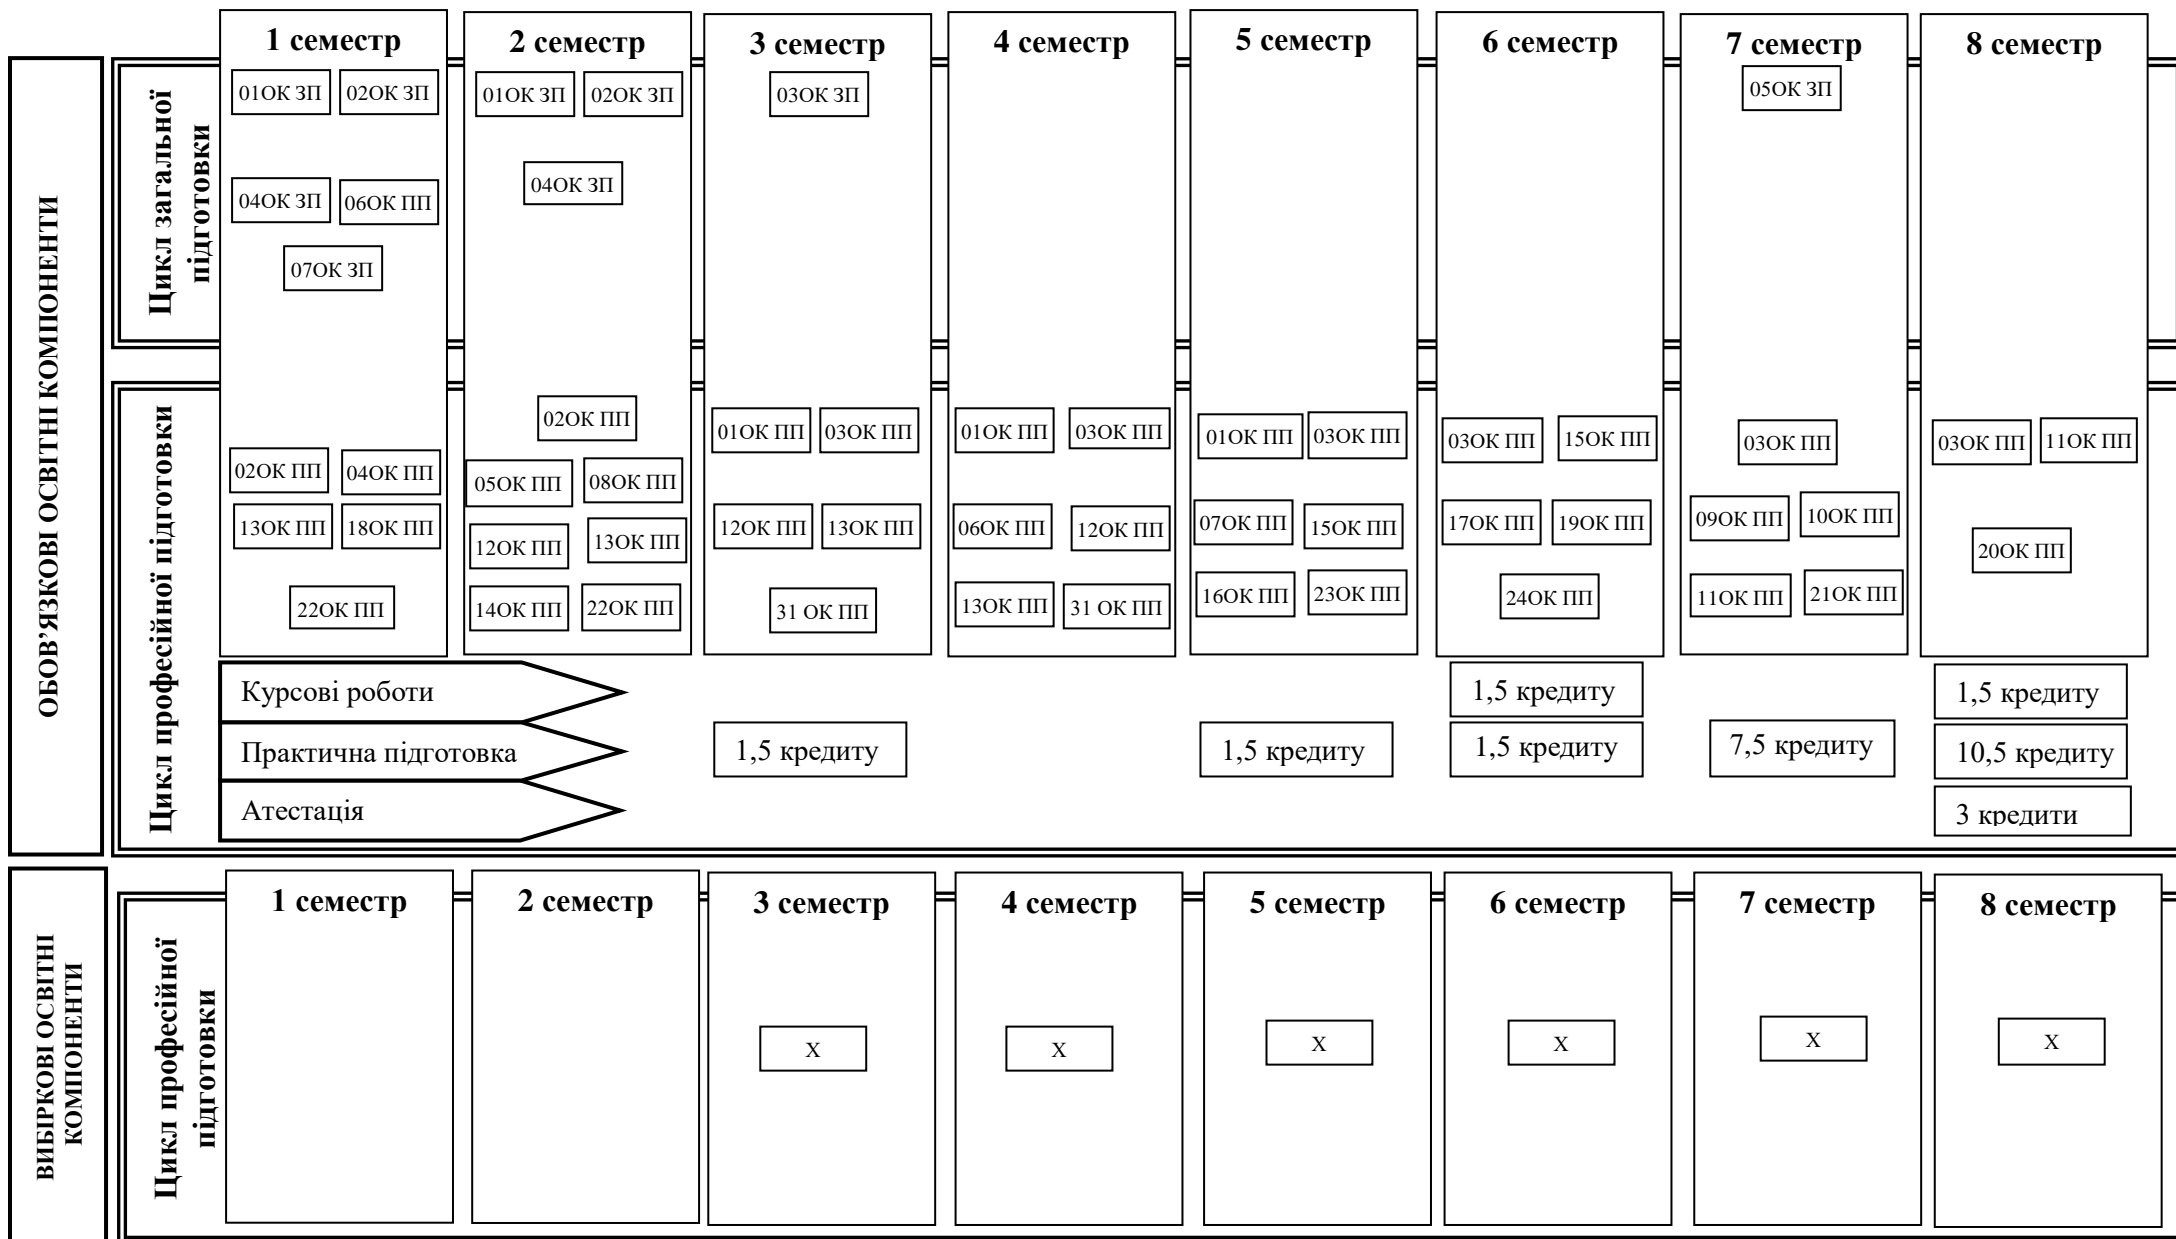 ОБОВ’ЯЗКОВІ ОСВІТНІ КОМПОНЕНТИ
Цикл загальної
підготовки
1 семестр
01ОК ЗП 02ОК ЗП
04ОК ЗП 06ОК ПП
07ОК ЗП
2 семестр
01ОК ЗП 02ОК ЗП
04ОК ЗП
3 семестр
03ОК ЗП
4 семестр
5 семестр
6 семестр
7 семестр
05ОК ЗП
8 семестр
Цикл професійної підготовки
02ОК ПП 04ОК ПП
13ОК ПП 18ОК ПП
22ОК ПП
02ОК ПП
05ОК ПП 08ОК ПП
12ОК ПП 13ОК ПП
14ОК ПП 22ОК ПП
01ОК ПП 03ОК ПП
12ОК ПП 13ОК ПП
31 ОК ПП
01ОК ПП 03ОК ПП
06ОК ПП 12ОК ПП
13ОК ПП 31 ОК ПП
01ОК ПП 03ОК ПП
07ОК ПП 15ОК ПП
16ОК ПП 23ОК ПП
03ОК ПП 15ОК ПП
17ОК ПП 19ОК ПП
24ОК ПП
03ОК ПП
09ОК ПП 10ОК ПП
11ОК ПП 21ОК ПП
03ОК ПП 11ОК ПП
20ОК ПП
Курсові роботи 1,5 кредиту 1,5 кредиту
Практична підготовка 1,5 кредиту 1,5 кредиту 1,5 кредиту 7,5 кредиту 10,5 кредиту
Атестація 3 кредити
ВИБІРКОВІ ОСВІТНІ
КОМПОНЕНТИ
Цикл професійної
підготовки
1 семестр 2 семестр 3 семестр 4 семестр 5 семестр 6 семестр 7 семестр 8 семестр
Х Х Х Х Х Х